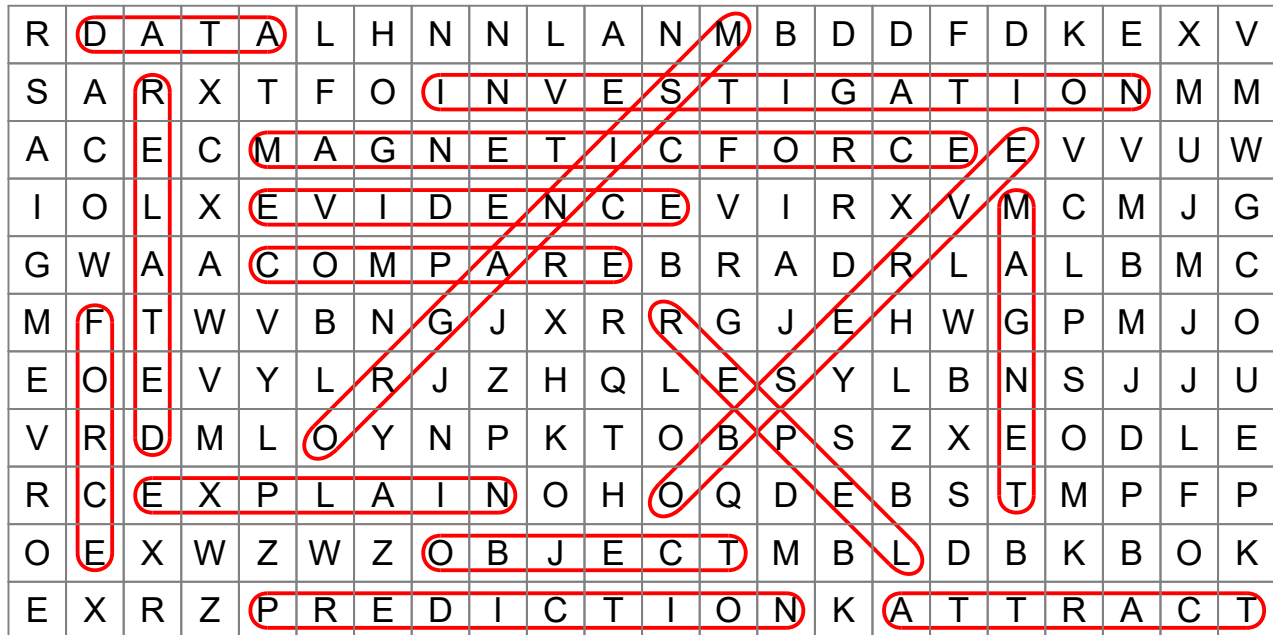 R D A T A L H N N L A N M B D D F D K E X V
S A R X T F O I N V E S T I G A T I O N M M
A C E C M A G N E T I C F O R C E E V V U W
I O L X E V I D E N C E V I R X V M C M J G
G W A A C O M P A R E B R A D R L A L B M C
M F T W V B N G J X R R G J E H W G P M J O
E O E V Y L R J Z H Q L E S Y L B N S J J U
V R D M L O Y N P K T O B P S Z X E O D L E
R C E X P L A I N O H O Q D E B S T M P F P
O E X W Z W Z O B J E C T M B L D B K B O K
E X R Z P R E D I C T I O N K A T T R A C T